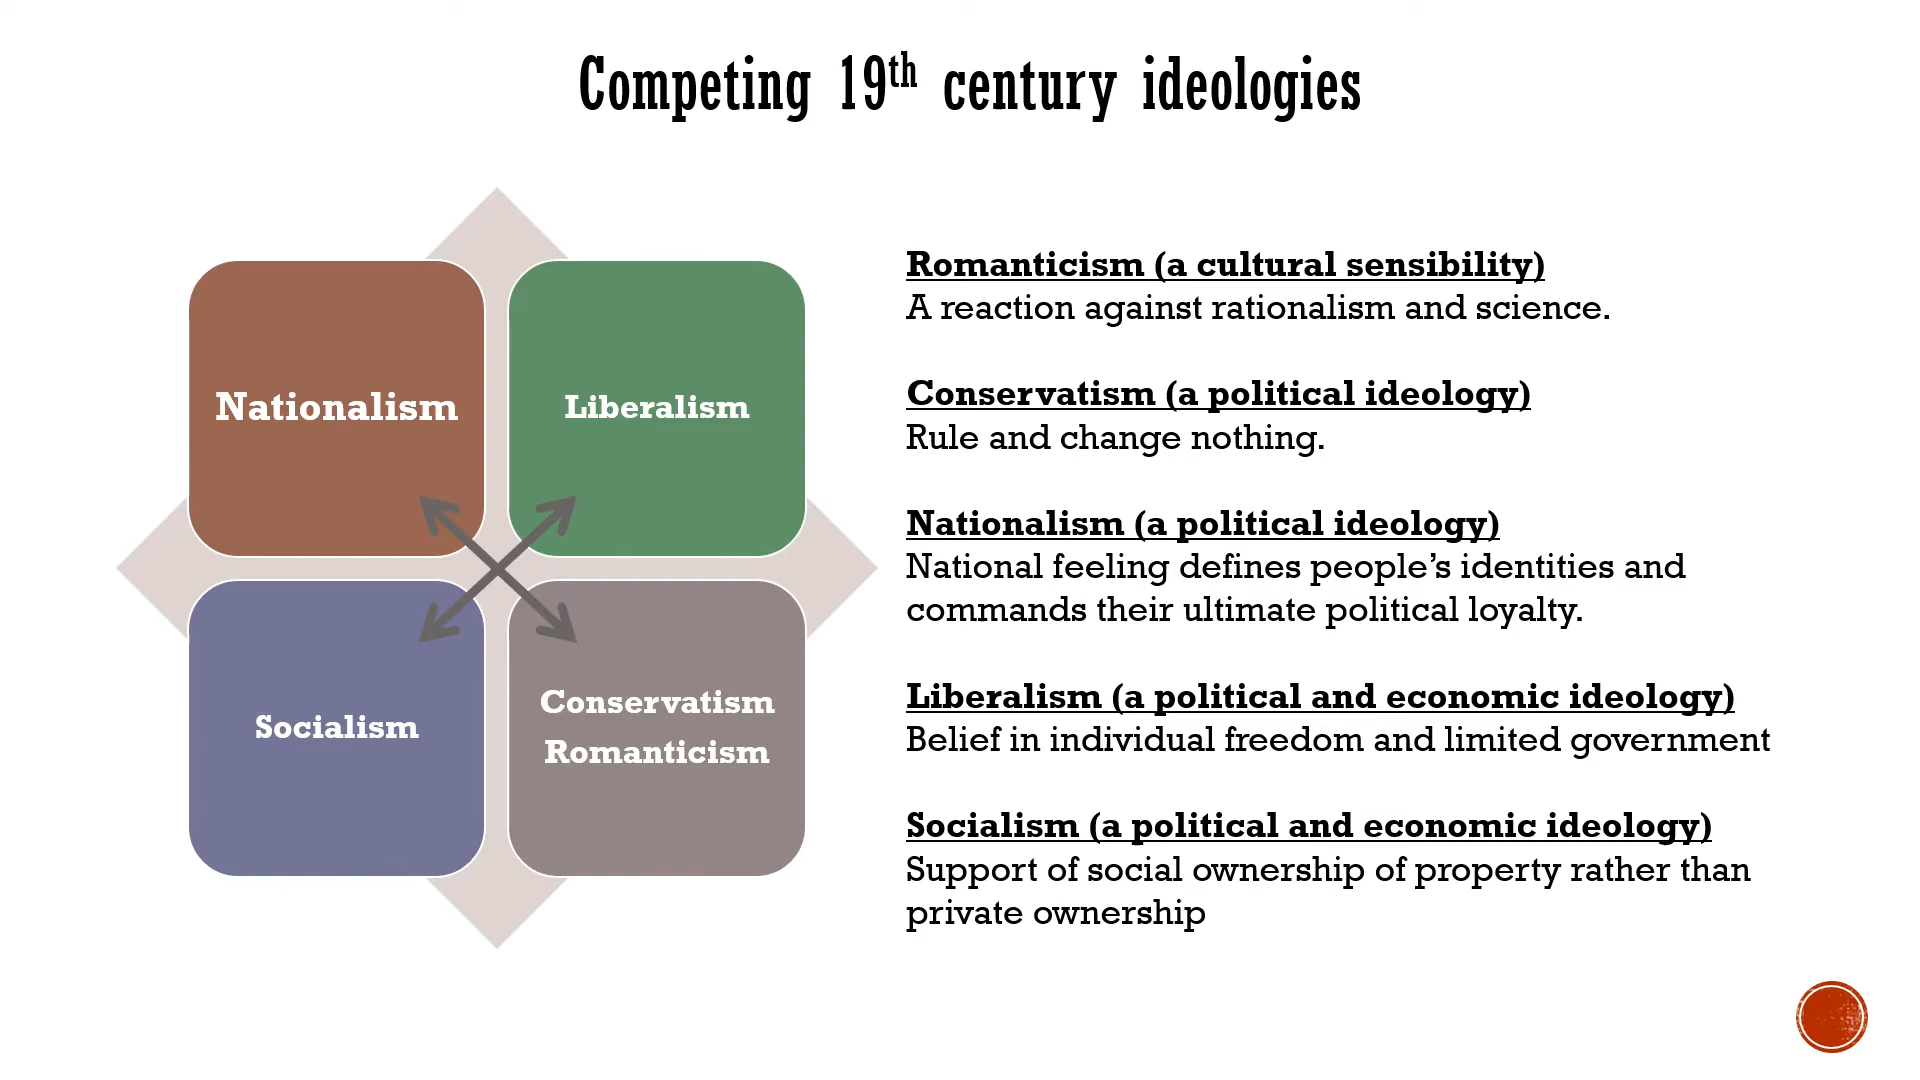 Competing 19th century ideologies
Nationalism
Liberalism
Socialism
Conservatism
Romanticism
Romanticism (a cultural sensibility)
A reaction against rationalism and science.
Conservatism (a political ideology)
Rule and change nothing.
Nationalism (a political ideology)
National feeling defines people’s identities and
commands their ultimate political loyalty.
Liberalism (a political and economic ideology)
Belief in individual freedom and limited government
Socialism (a political and economic ideology)
Support of social ownership of property rather than
private ownership